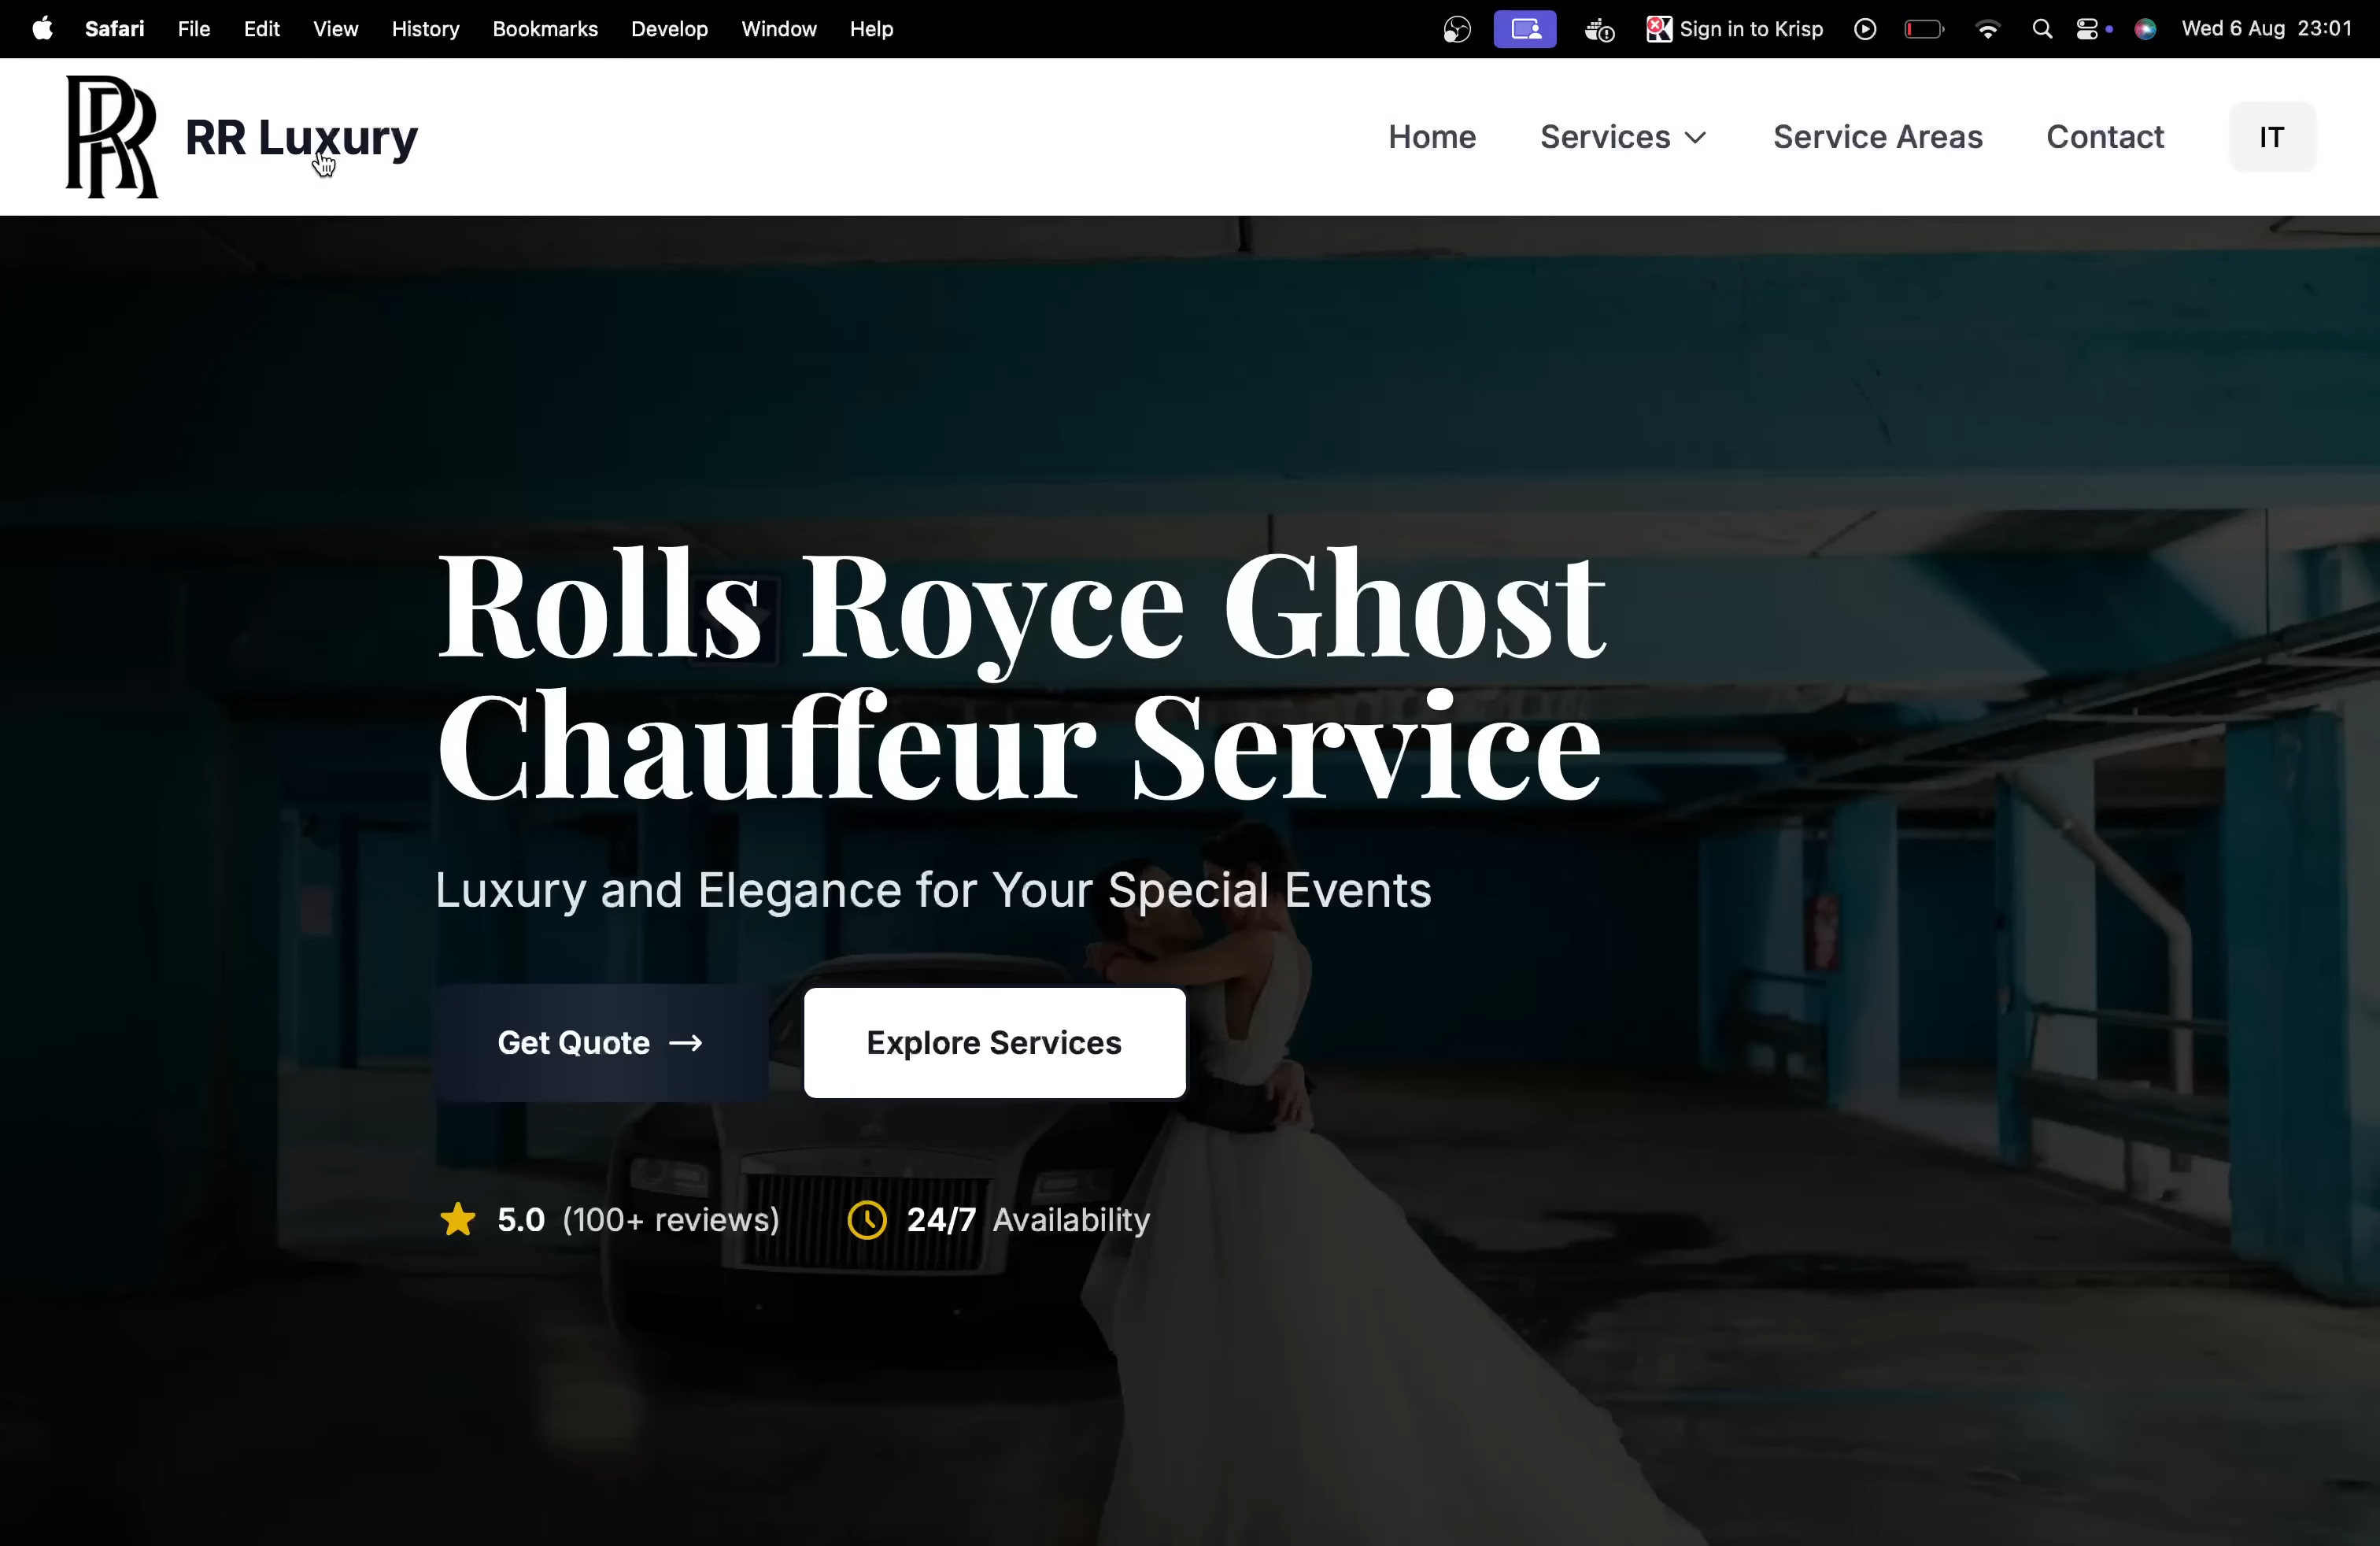 Safari File Edit View History Bookmarks Develop Window Help Sign in to Krisp Wed 6 Aug 23:01
RR Luxury Home Services Service Areas Contact IT
Rolls Royce Ghost
Chauffeur Service
Luxury and Elegance for Your Special Events
Get Quote → Explore Services
5.0 (100+ reviews) 24/7 Availability